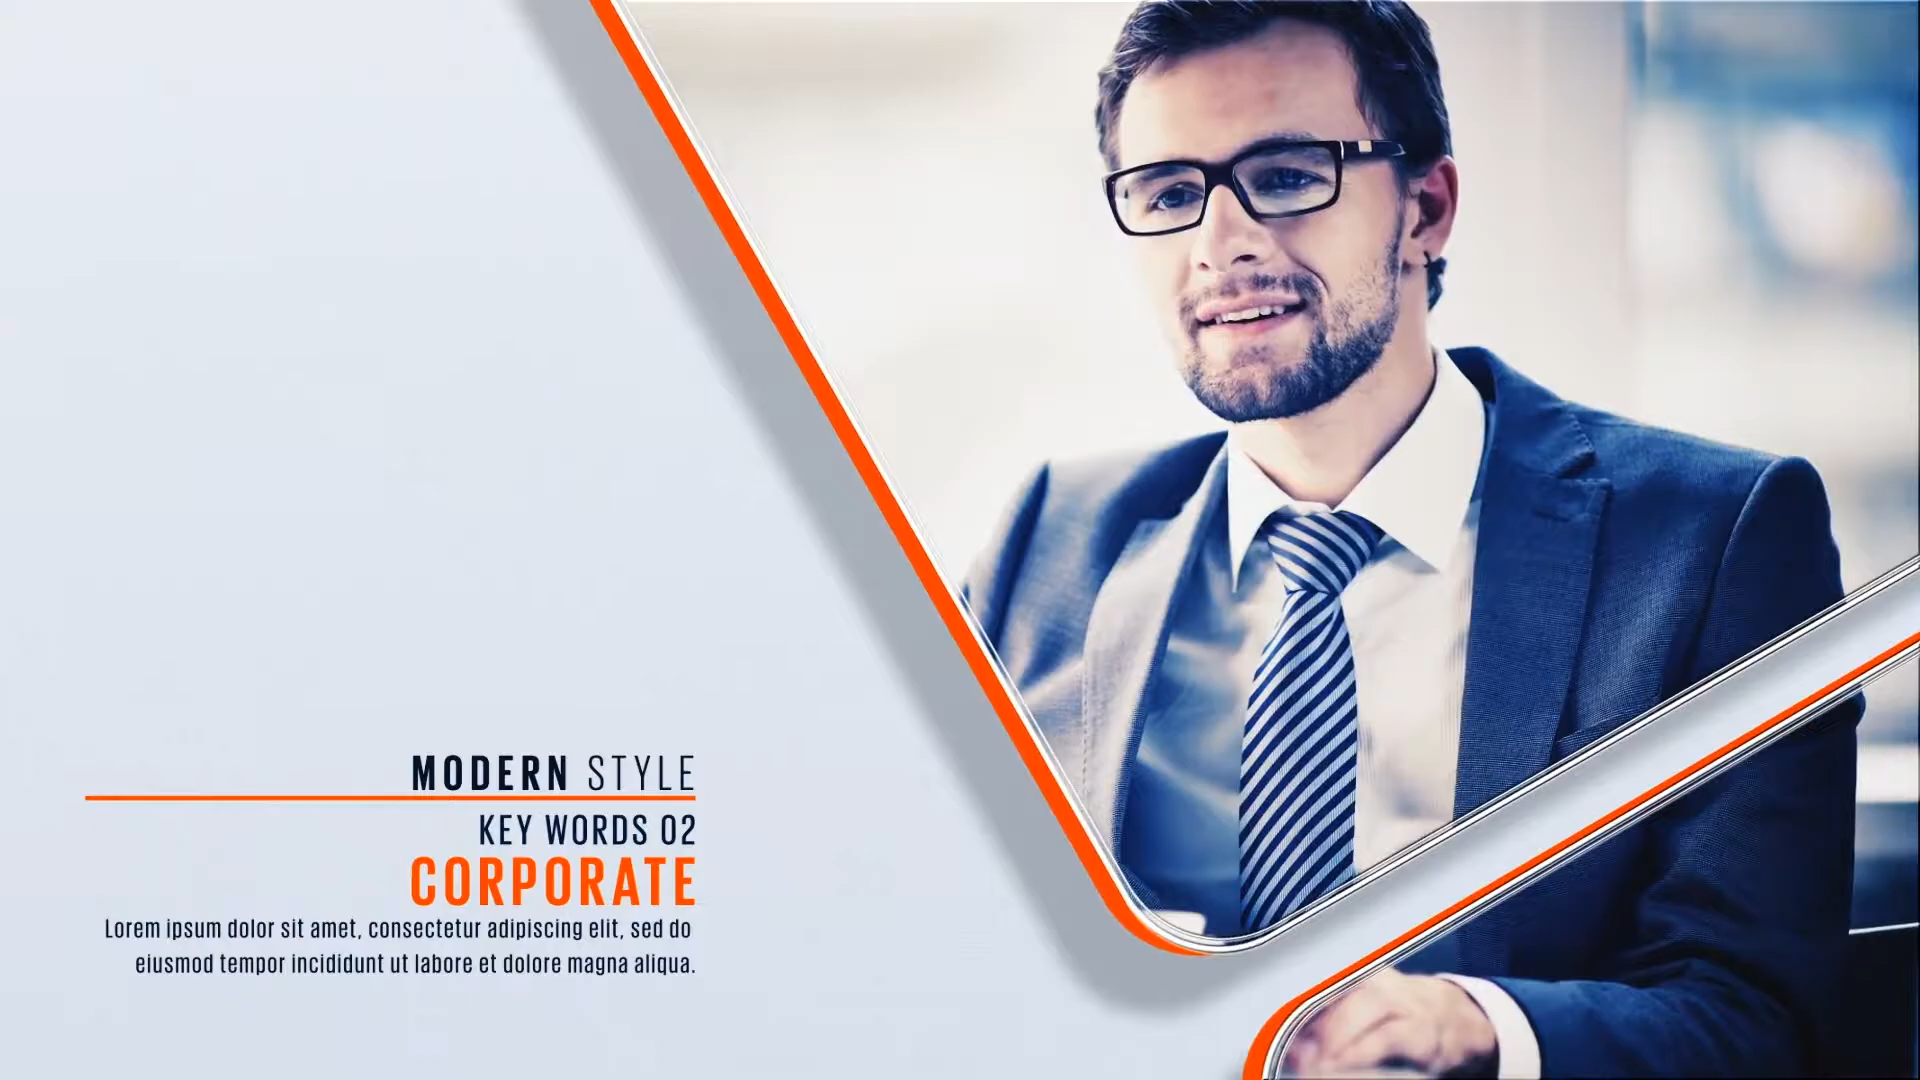 MODERN STYLE
KEY WORDS 02
CORPORATE
Lorem ipsum dolor sit amet, consectetur adipiscing elit, sed do
eiusmod tempor incididunt ut labore et dolore magna aliqua.